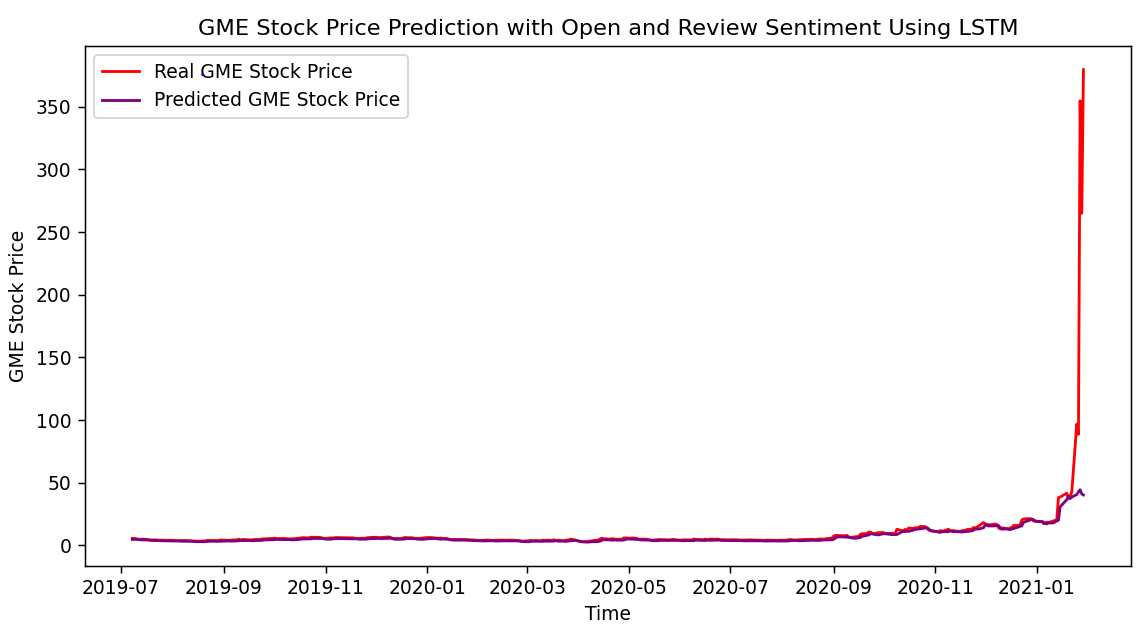 GME Stock Price Prediction with Open and Review Sentiment Using LSTM
Real GME Stock Price
Predicted GME Stock Price
GME Stock Price
350
300
250
200
150
100
50
0
2019-07 2019-09 2019-11 2020-01 2020-03 2020-05 2020-07 2020-09 2020-11 2021-01
Time